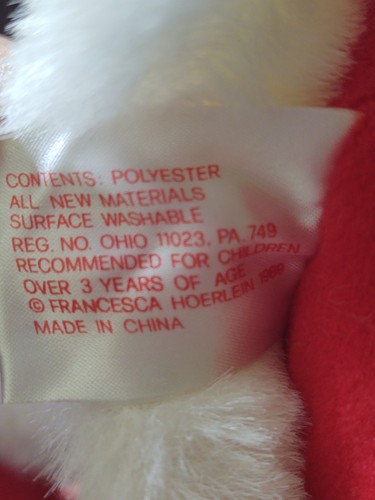 CONTENTS: POLYESTER
ALL NEW MATERIALS
SURFACE WASHABLE
REG. NO. OHIO 11023, PA. 749
RECOMMENDED FOR CHILDREN
OVER 3 YEARS OF AGE
© FRANCESCA HOERLEIN
MADE IN CHINA